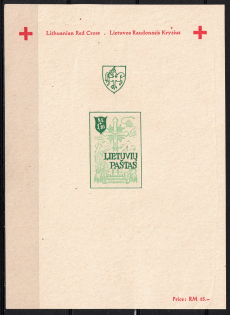 Lithuanian Red Cross . Lietuvos Raudonasis Kryžius
LIETUVIŲ
PAŠTAS
Price: RM 15.-